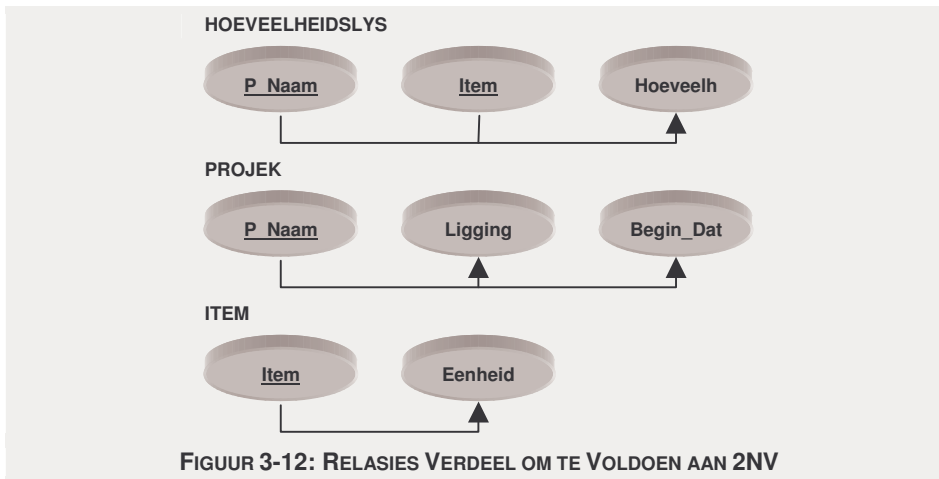 HOEVEELHEIDSLYS
P_Naam Item Hoeveelh
PROJEK
P_Naam Ligging Begin_Dat
ITEM
Item Eenheid
FIGUUR 3-12: RELASIES VERDEEL OM TE VOLDOEN AAN 2NV